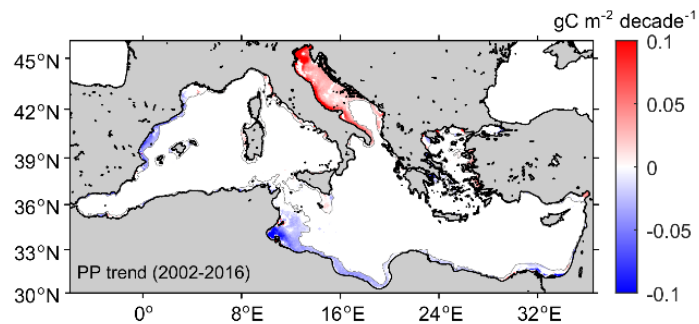 gC m⁻² decade⁻¹
45°N
42°N
39°N
36°N
33°N
30°N
0.1
0.05
0
-0.05
-0.1
PP trend (2002-2016)
0°
8°E
16°E
24°E
32°E